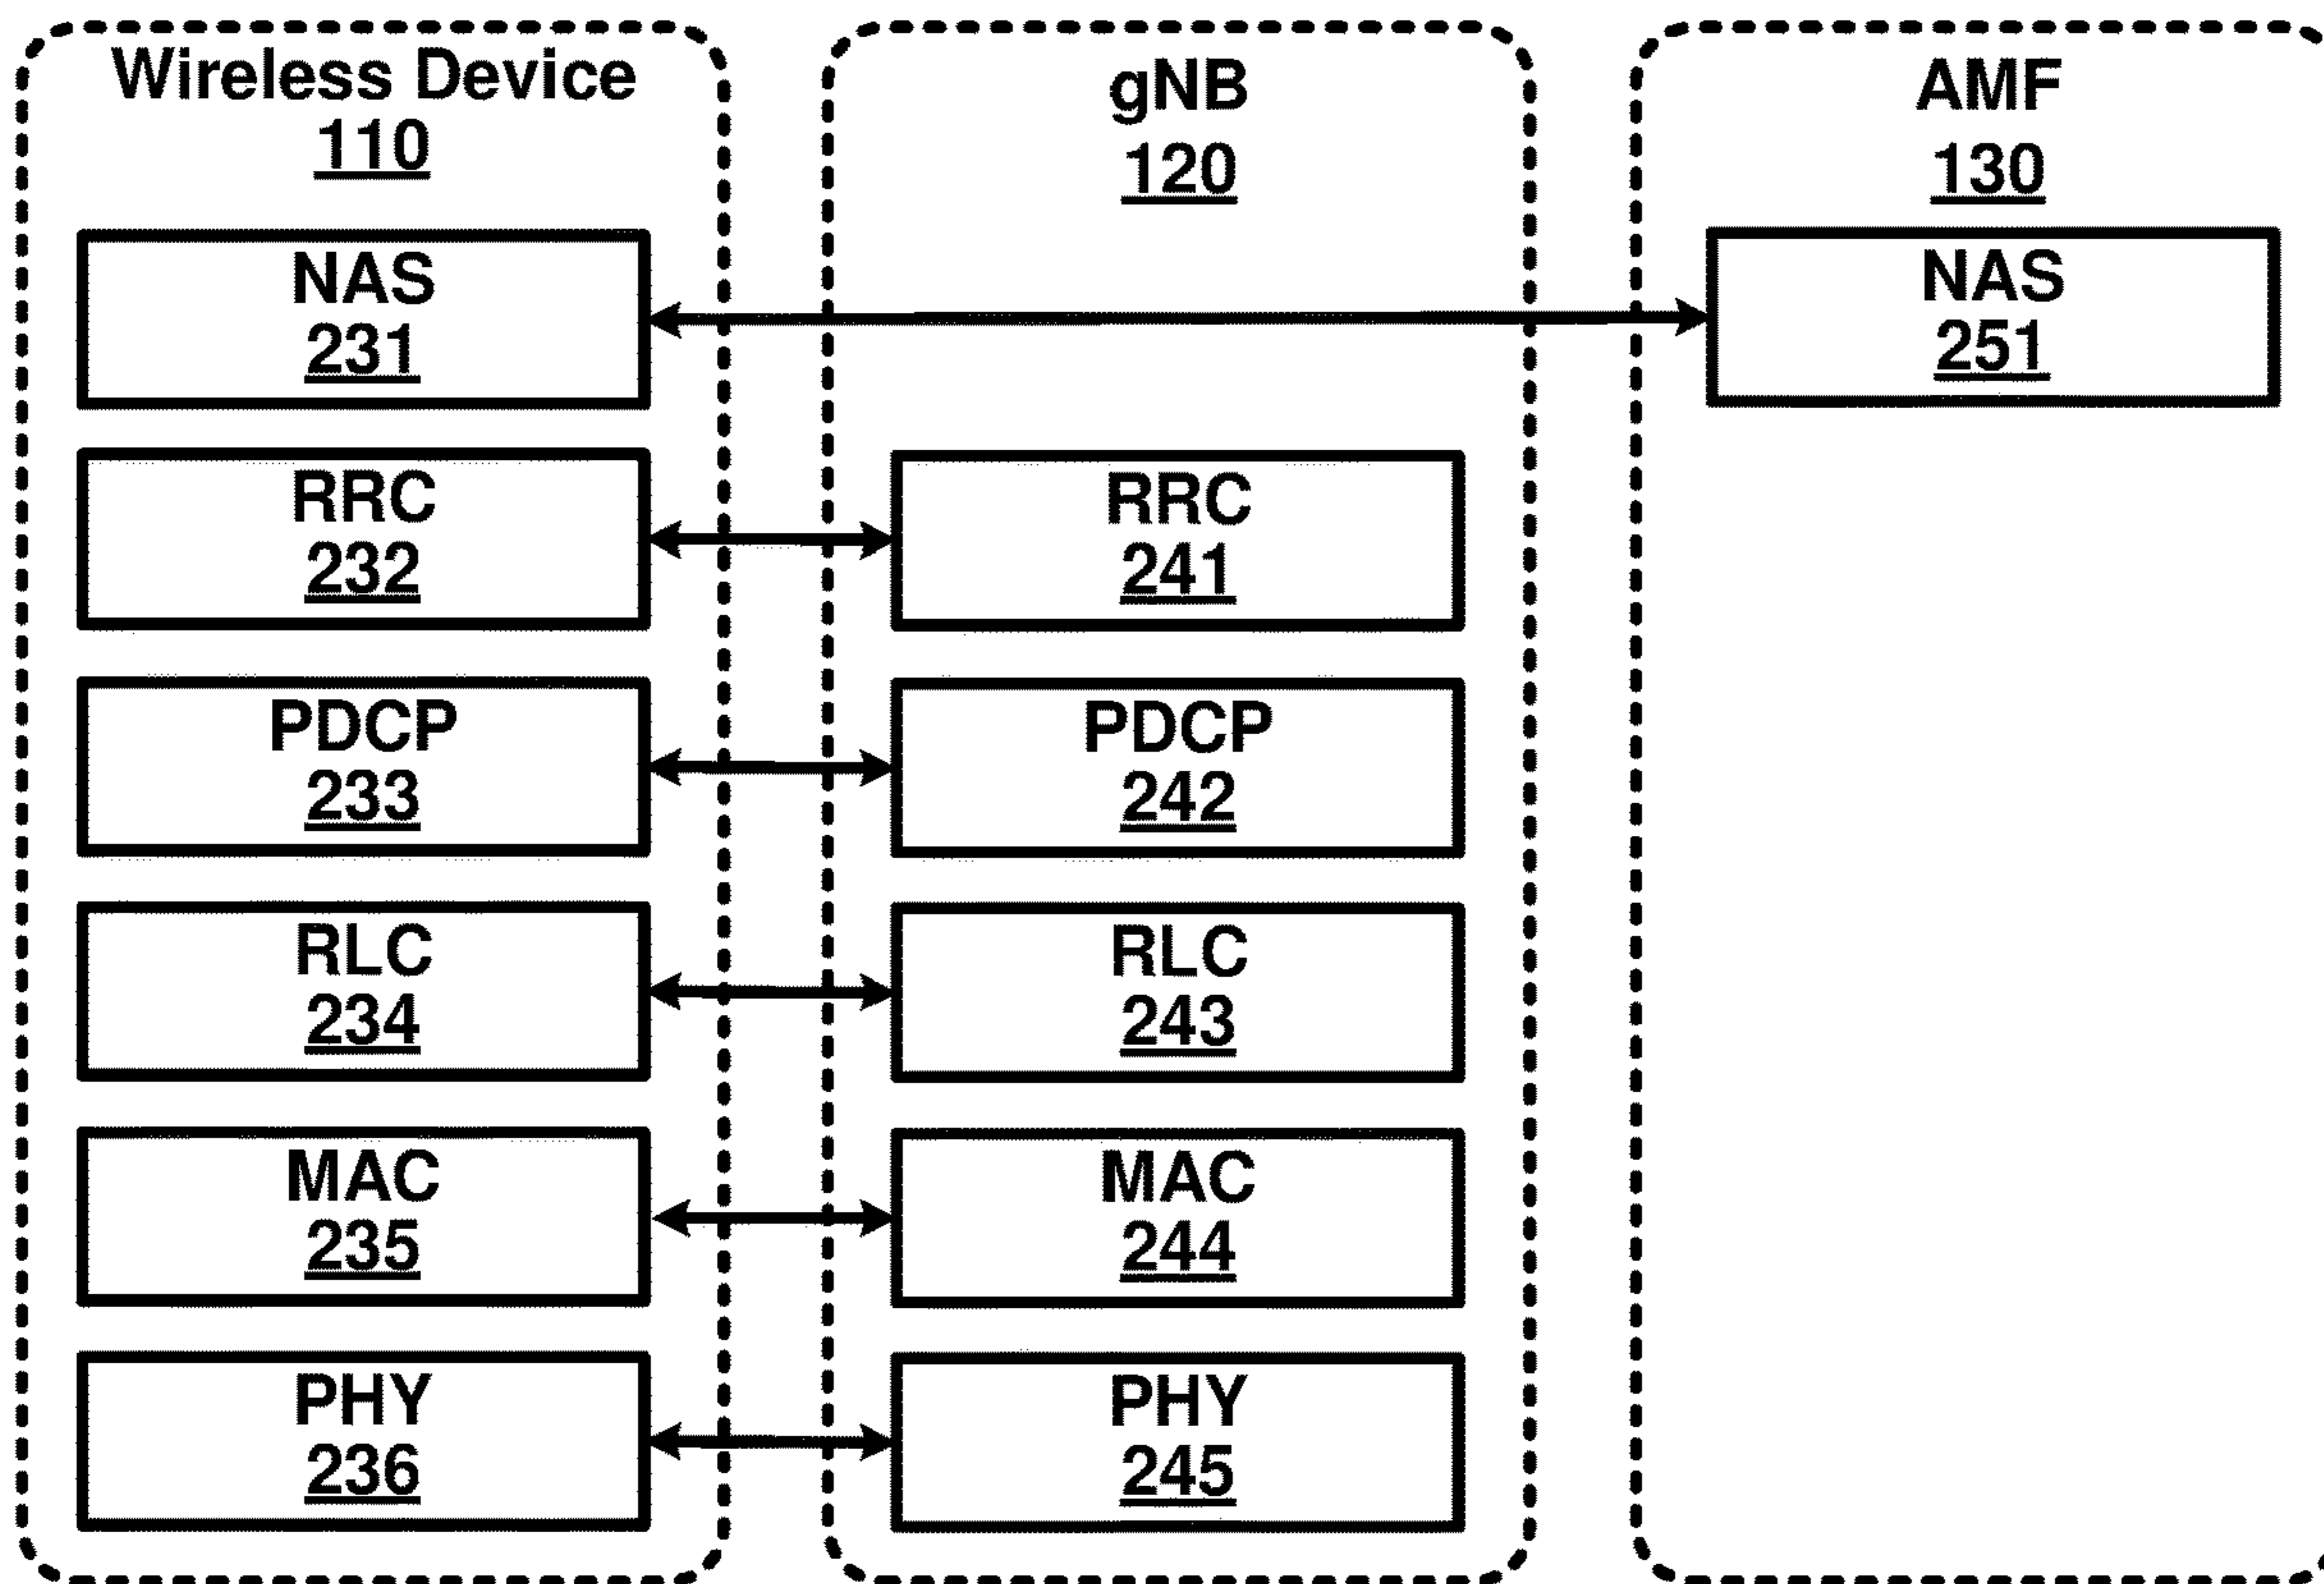 Wireless Device
110
gNB
120
AMF
130
NAS
231
NAS
251
RRC
232
RRC
241
PDCP
233
PDCP
242
RLC
234
RLC
243
MAC
235
MAC
244
PHY
236
PHY
245